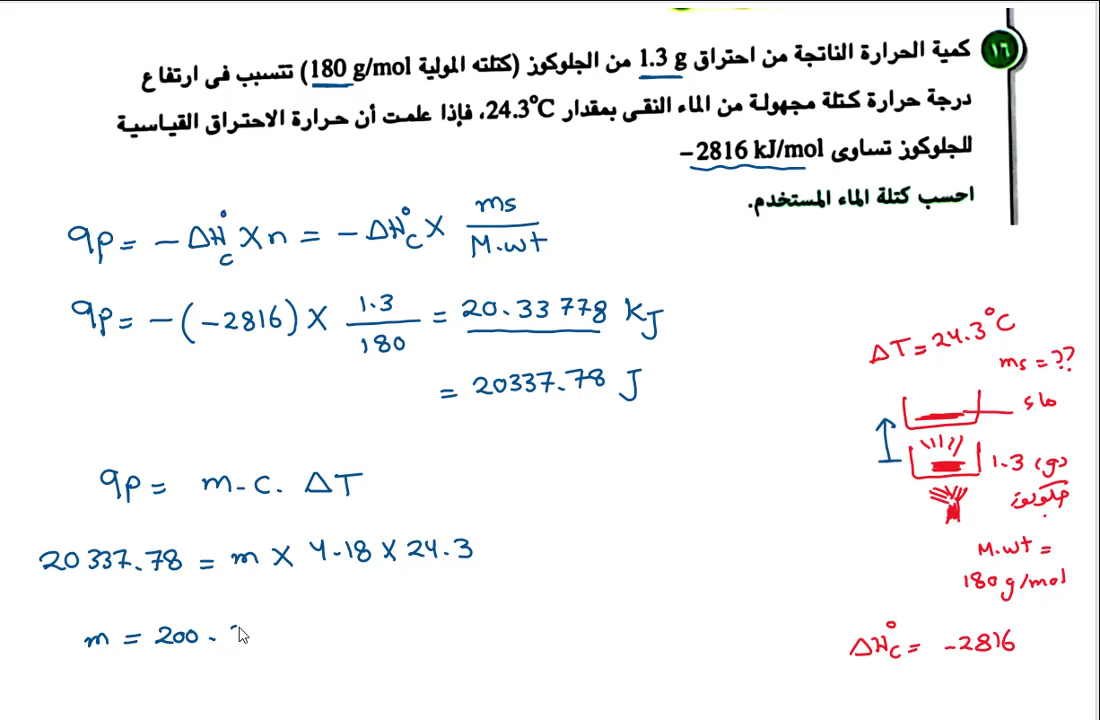 ١٦ كمية الحرارة الناتجة من احتراق 1.3 g من الجلوكوز (كتلته المولية 180 g/mol) تتسبب فى ارتفاع
درجة حرارة كتلة مجهولة من الماء النقى بمقدار 24.3°C، فإذا علمت أن حرارة الاحتراق القياسية
للجلوكوز تساوى −2816 kJ/mol
احسب كتلة الماء المستخدم.
qp = − ΔH°c × n = − ΔH°c × ms / M.wt
qp = − (−2816) × 1.3 / 180 = 20.33778 kJ
= 20337.78 J
qp = m . c . ΔT
20337.78 = m × 4.18 × 24.3
m = 200 .
ΔT = 24.3°C
ms = ??
ماء
1.3 جم
جلوكوز
M.wt =
180 g/mol
ΔH°c = −2816